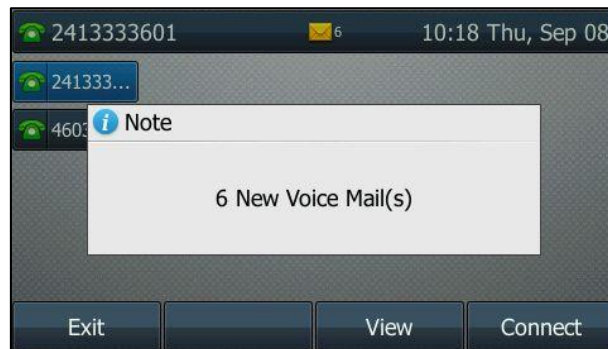 2413333601 6 10:18 Thu, Sep 08
241333...
460
Note
6 New Voice Mail(s)
Exit View Connect